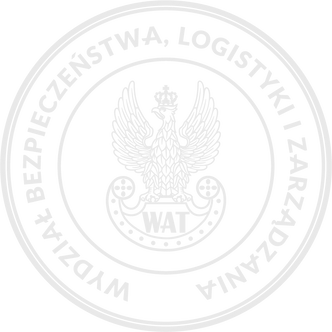 WYDZIAŁ BEZPIECZEŃSTWA, LOGISTYKI I ZARZĄDZANIA
WAT